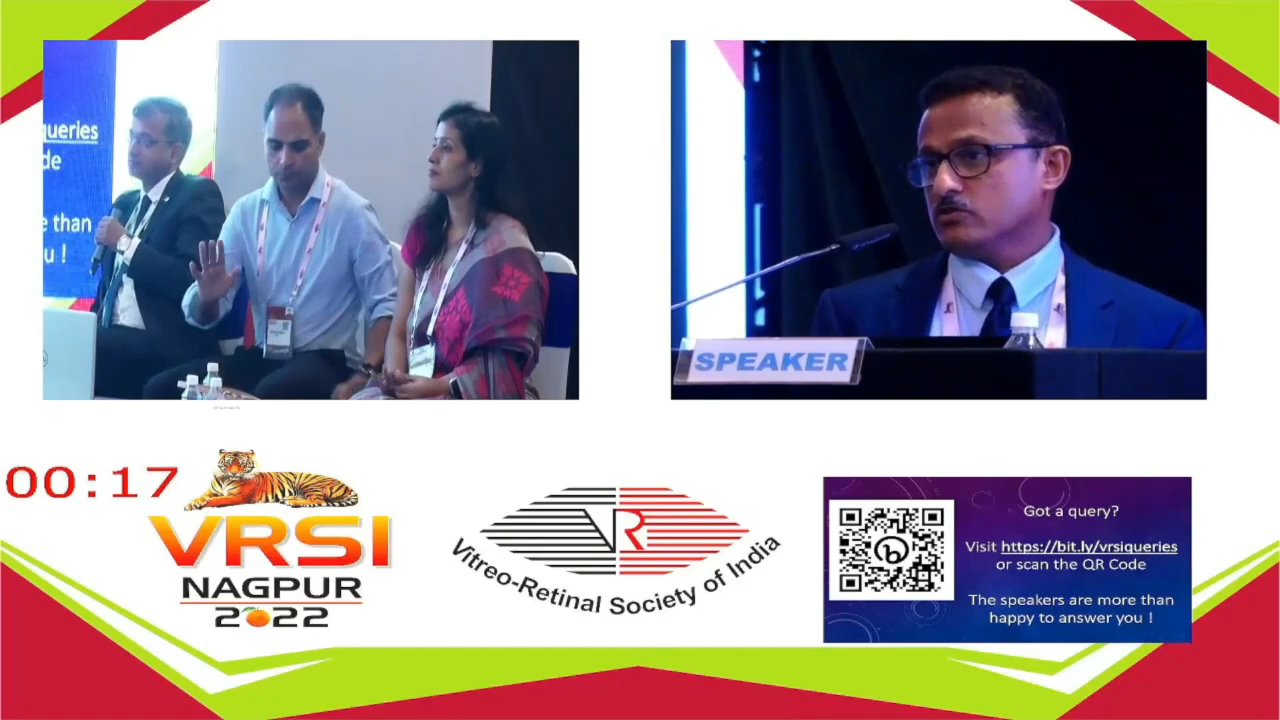 queries
de
e than
u !
SPEAKER
00:17
VRSI
NAGPUR
2022
VR
Vitreo-Retinal Society of India
Got a query?
Visit https://bit.ly/vrsiqueries
or scan the QR Code
The speakers are more than
happy to answer you !